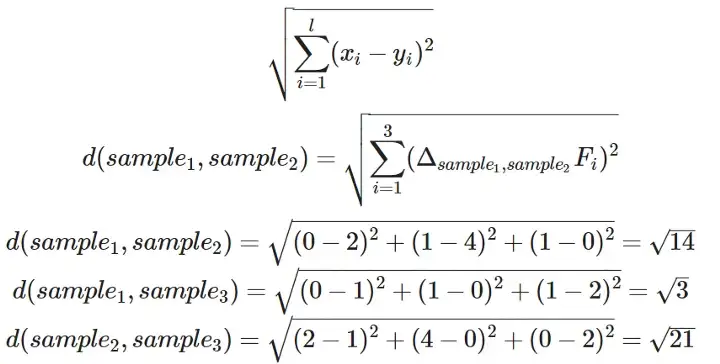 √(∑_{i=1}^{l} (x_i − y_i)^2)
d(sample_1, sample_2) = √(∑_{i=1}^{3} (Δ_{sample_1,sample_2} F_i)^2)
d(sample_1, sample_2) = √((0 − 2)^2 + (1 − 4)^2 + (1 − 0)^2) = √14
d(sample_1, sample_3) = √((0 − 1)^2 + (1 − 0)^2 + (1 − 2)^2) = √3
d(sample_2, sample_3) = √((2 − 1)^2 + (4 − 0)^2 + (0 − 2)^2) = √21